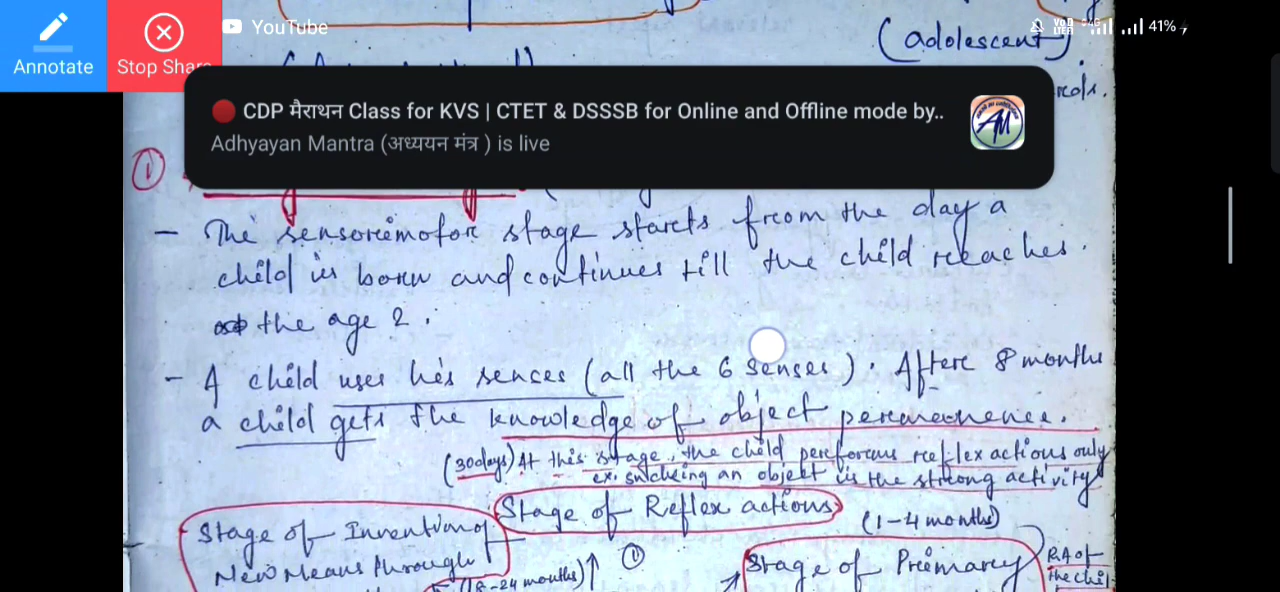 YouTube
41%
Annotate
Stop Shar
(adolescent)
CDP मैराथन Class for KVS | CTET & DSSSB for Online and Offline mode by..
Adhyayan Mantra (अध्ययन मंत्र ) is live
①
- The sensorimotor stage starts from the day a
child is born and continues till the child reaches
the age 2.
- A child uses his sences (all the 6 senses). After 8 months
a child gets the knowledge of object permanence.
(30days) At this stage, the child performs reflex actions only
ex. sucking an object is the strong activity
Stage of Reflex actions
(1-4 months)
Stage of Invention of
New Means through
(18-24 months)
①
Stage of Primary
R.A of
the chil